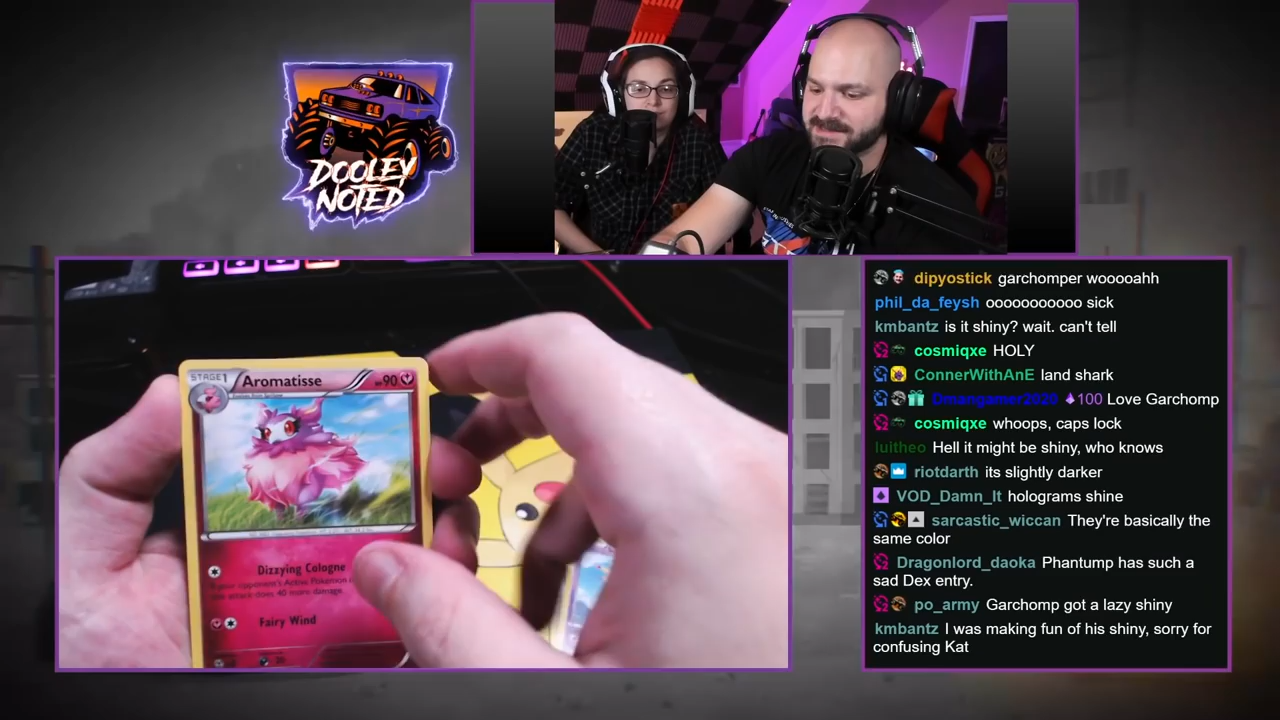 DOOLEY
NOTED
STAGE1
Aromatisse
HP90
Dizzying Cologne
Fairy Wind
30
dipyostick garchomper wooooahh
phil_da_feysh ooooooooooo sick
kmbantz is it shiny? wait. can't tell
cosmiqxe HOLY
ConnerWithAnE land shark
Dmangamer2020 100 Love Garchomp
cosmiqxe whoops, caps lock
luitheo Hell it might be shiny, who knows
riotdarth its slightly darker
VOD_Damn_It holograms shine
sarcastic_wiccan They're basically the
same color
Dragonlord_daoka Phantump has such a
sad Dex entry.
po_army Garchomp got a lazy shiny
kmbantz I was making fun of his shiny, sorry for
confusing Kat